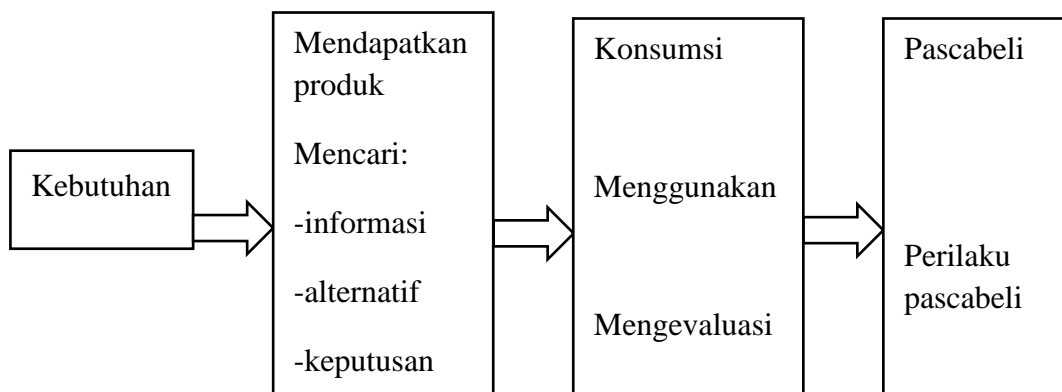 Kebutuhan
Mendapatkan
produk
Mencari:
-informasi
-alternatif
-keputusan
Konsumsi
Menggunakan
Mengevaluasi
Pascabeli
Perilaku
pascabeli